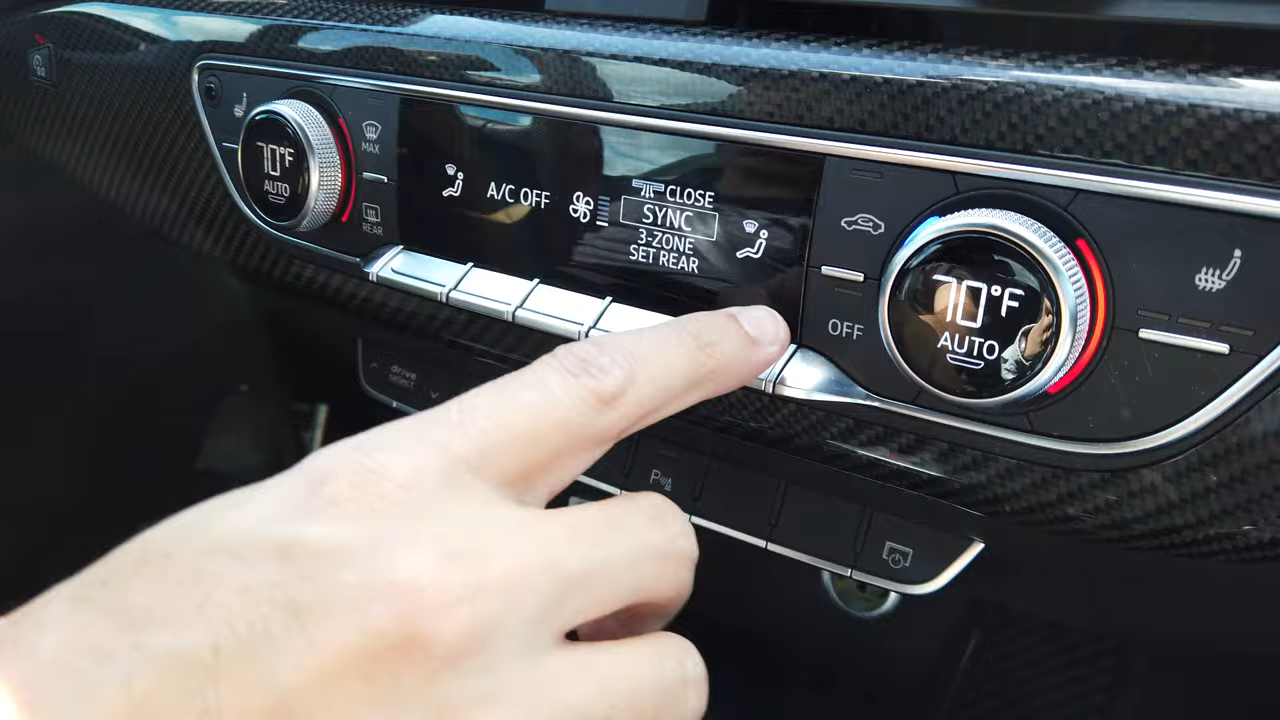 70°F
AUTO
MAX
REAR
A/C OFF
CLOSE
SYNC
3-ZONE
SET REAR
OFF
70°F
AUTO
drive
select
P